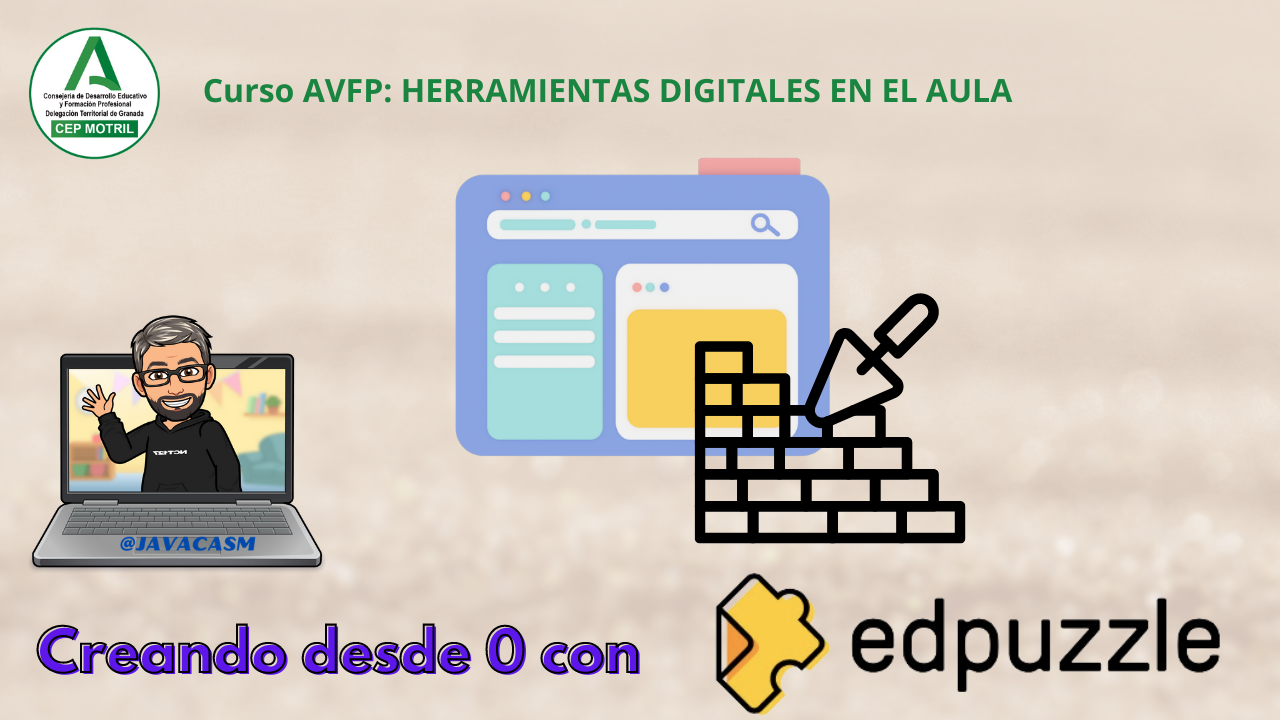 Consejería de Desarrollo Educativo
y Formación Profesional
Delegación Territorial de Granada
CEP MOTRIL
Curso AVFP: HERRAMIENTAS DIGITALES EN EL AULA
@JAVACASM
Creando desde 0 con
edpuzzle